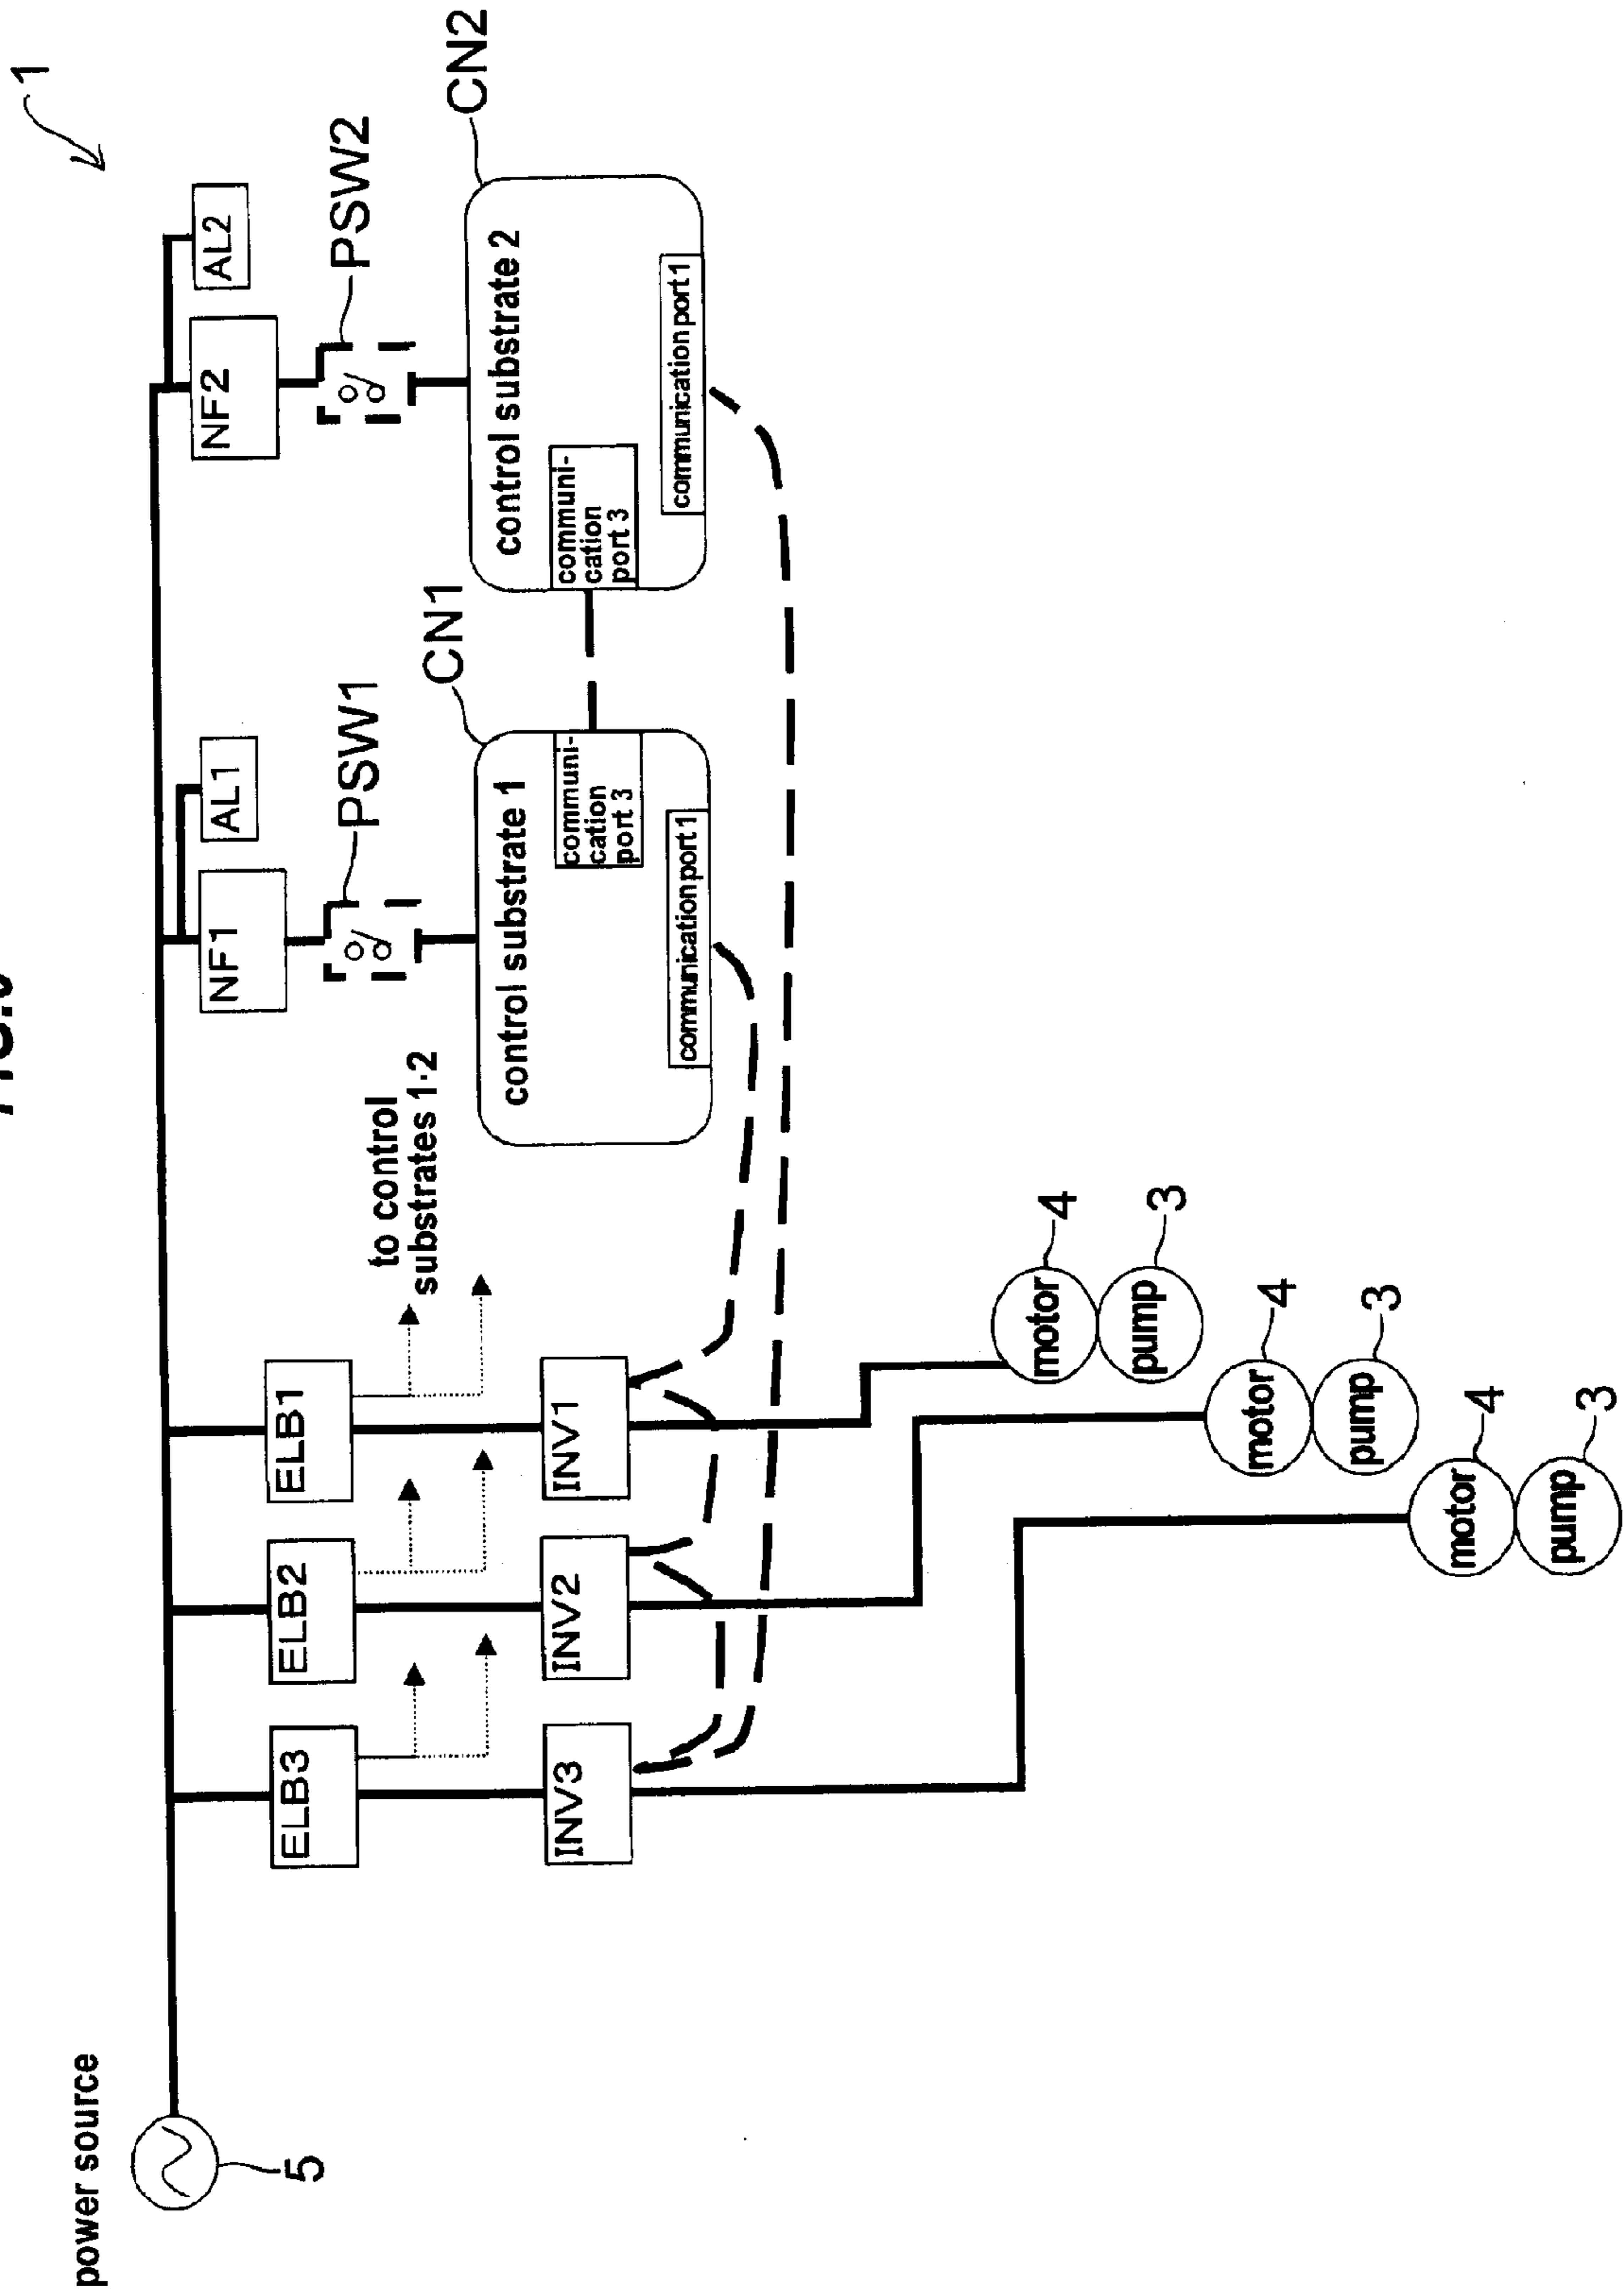 1
power source
5
ELB3
ELB2
ELB1
to control
substrates 1·2
NF1
AL1
PSW1
NF2
AL2
PSW2
INV3
INV2
INV1
CN1
control substrate 1
communi-
cation
port 3
communication port 1
CN2
control substrate 2
communi-
cation
port 3
communication port 1
motor
4
pump
3
motor
4
pump
3
motor
4
pump
3